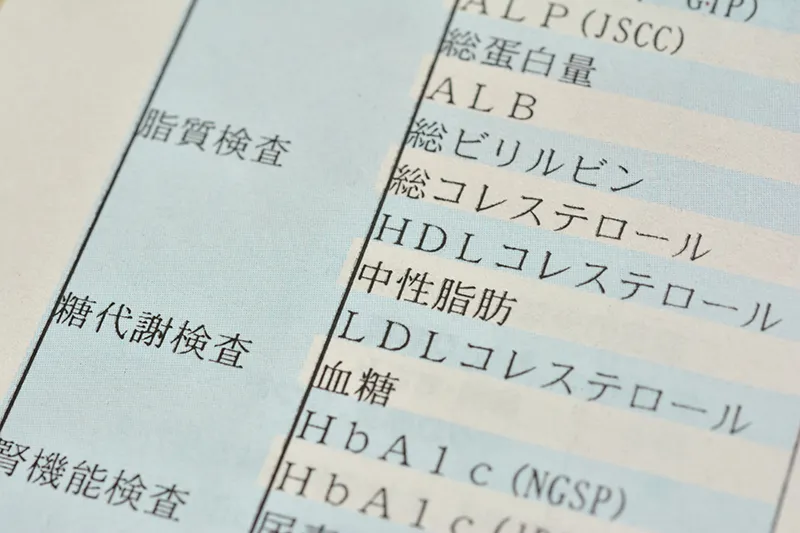 ＡＬＰ(JSCC)
総蛋白量
ＡＬＢ
総ビリルビン
脂質検査
総コレステロール
ＨＤＬコレステロール
中性脂肪
ＬＤＬコレステロール
糖代謝検査
血糖
ＨｂＡ１ｃ(NGSP)
ＨｂＡ１ｃ
腎機能検査